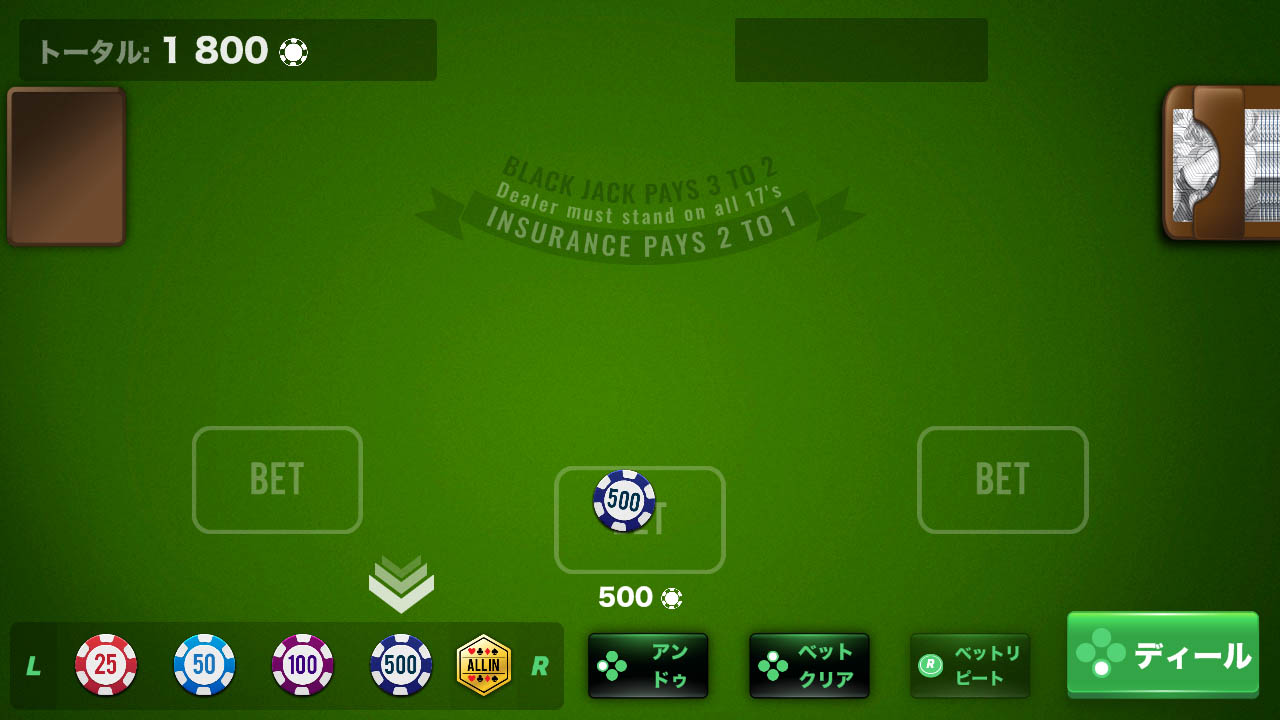 トータル: 1 800
BLACK JACK PAYS 3 TO 2
Dealer must stand on all 17's
INSURANCE PAYS 2 TO 1
BET
BET
500
500
L
25
50
100
500
ALLIN
R
アン
ドゥ
ベット
クリア
R
ベットリ
ピート
ディール